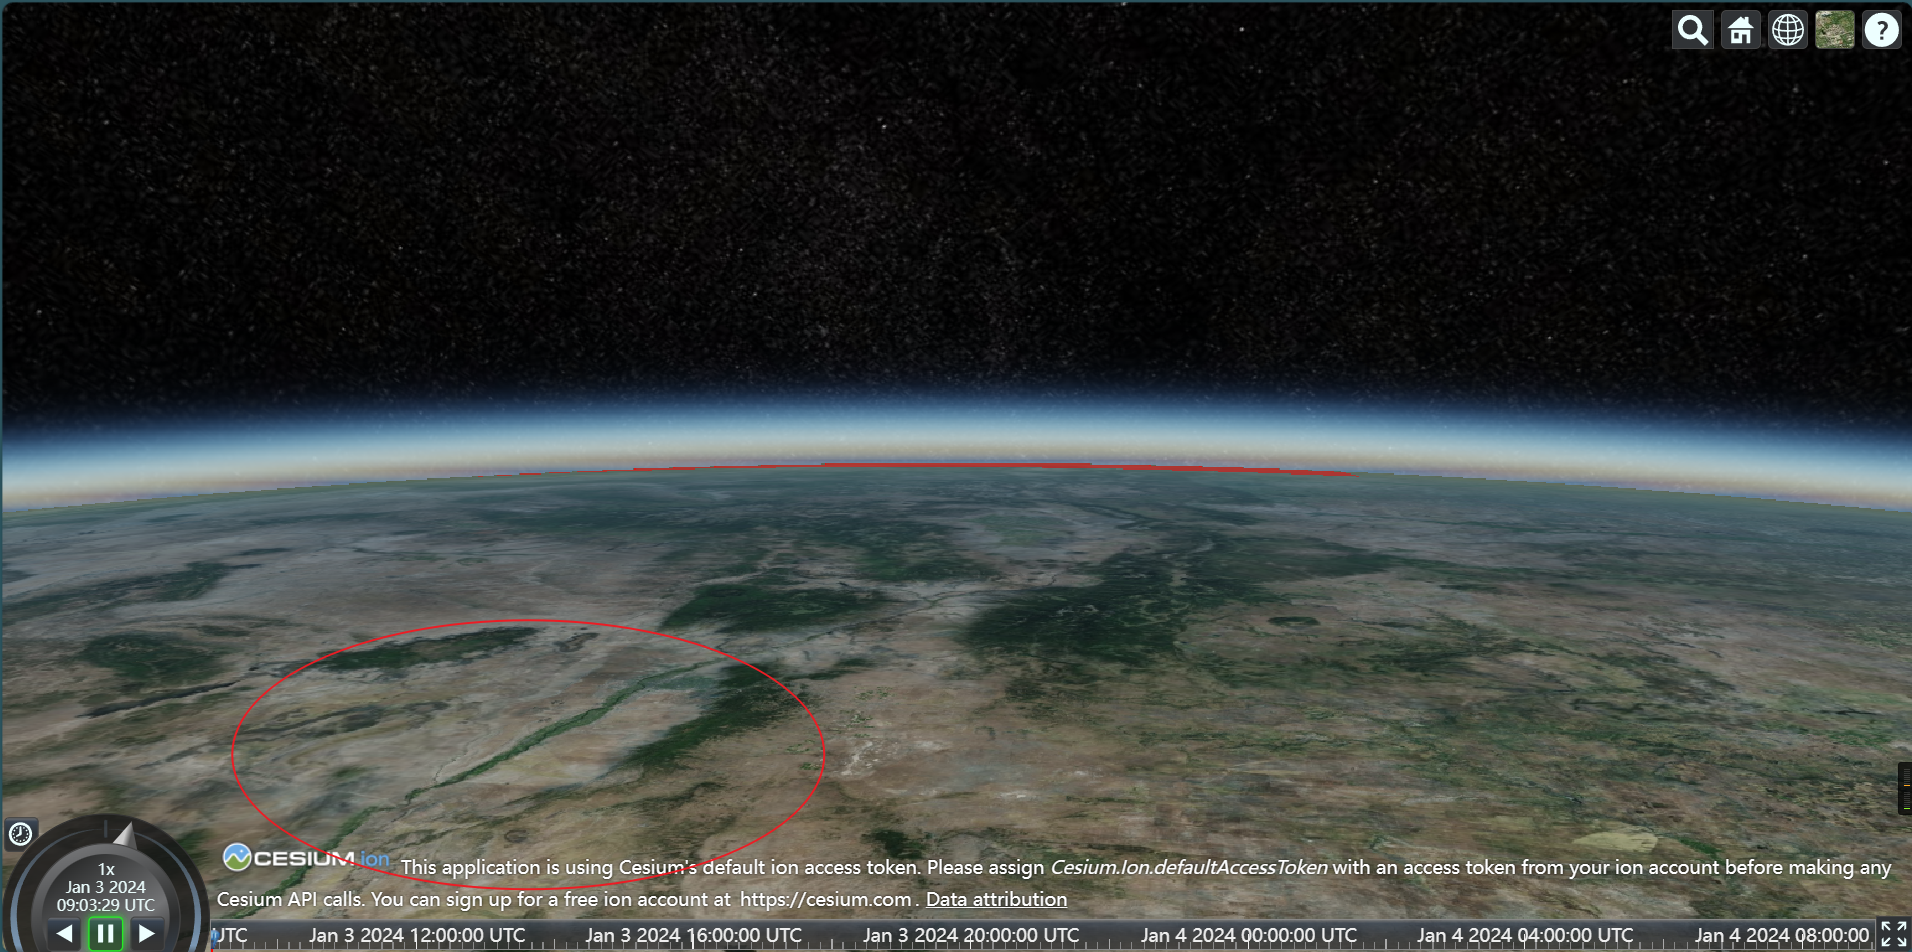 ?
CESIUM ion This application is using Cesium's default ion access token. Please assign Cesium.Ion.defaultAccessToken with an access token from your ion account before making any
Cesium API calls. You can sign up for a free ion account at https://cesium.com. Data attribution
1x
Jan 3 2024
09:03:29 UTC
UTC Jan 3 2024 12:00:00 UTC Jan 3 2024 16:00:00 UTC Jan 3 2024 20:00:00 UTC Jan 4 2024 00:00:00 UTC Jan 4 2024 04:00:00 UTC Jan 4 2024 08:00:00